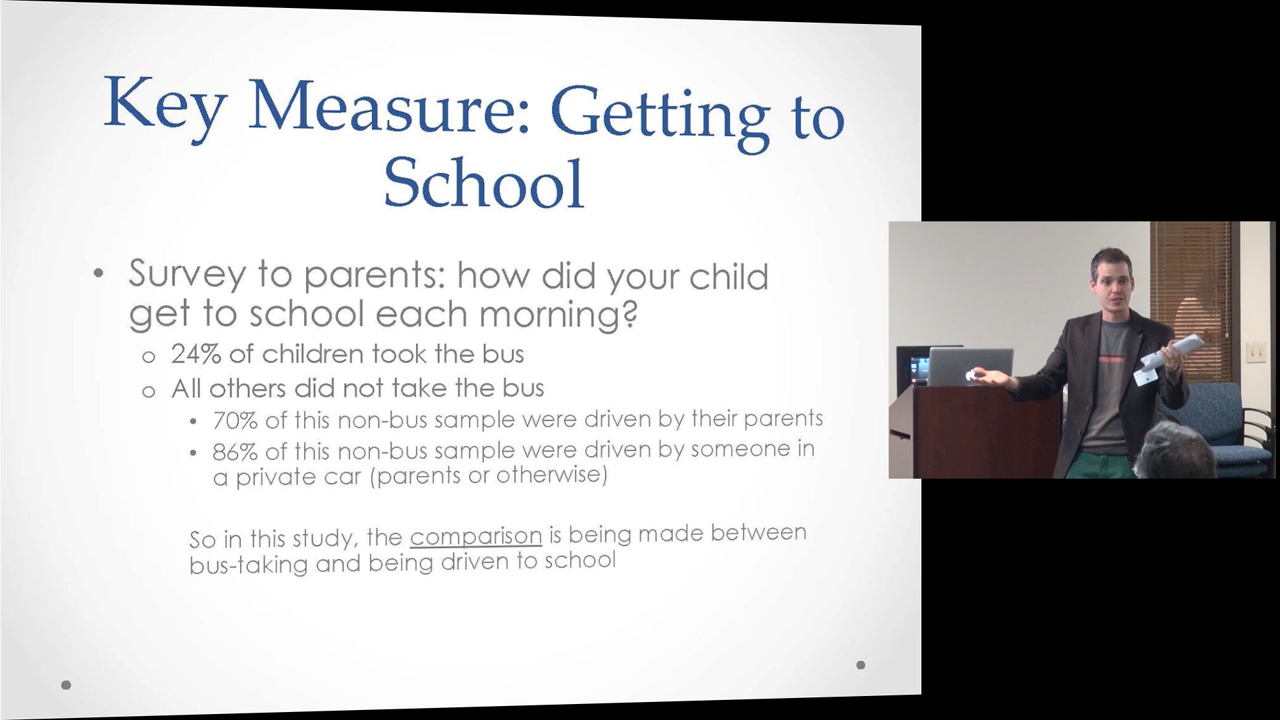 Key Measure: Getting to
School
• Survey to parents: how did your child
get to school each morning?
o 24% of children took the bus
o All others did not take the bus
• 70% of this non-bus sample were driven by their parents
• 86% of this non-bus sample were driven by someone in
a private car (parents or otherwise)
So in this study, the comparison is being made between
bus-taking and being driven to school